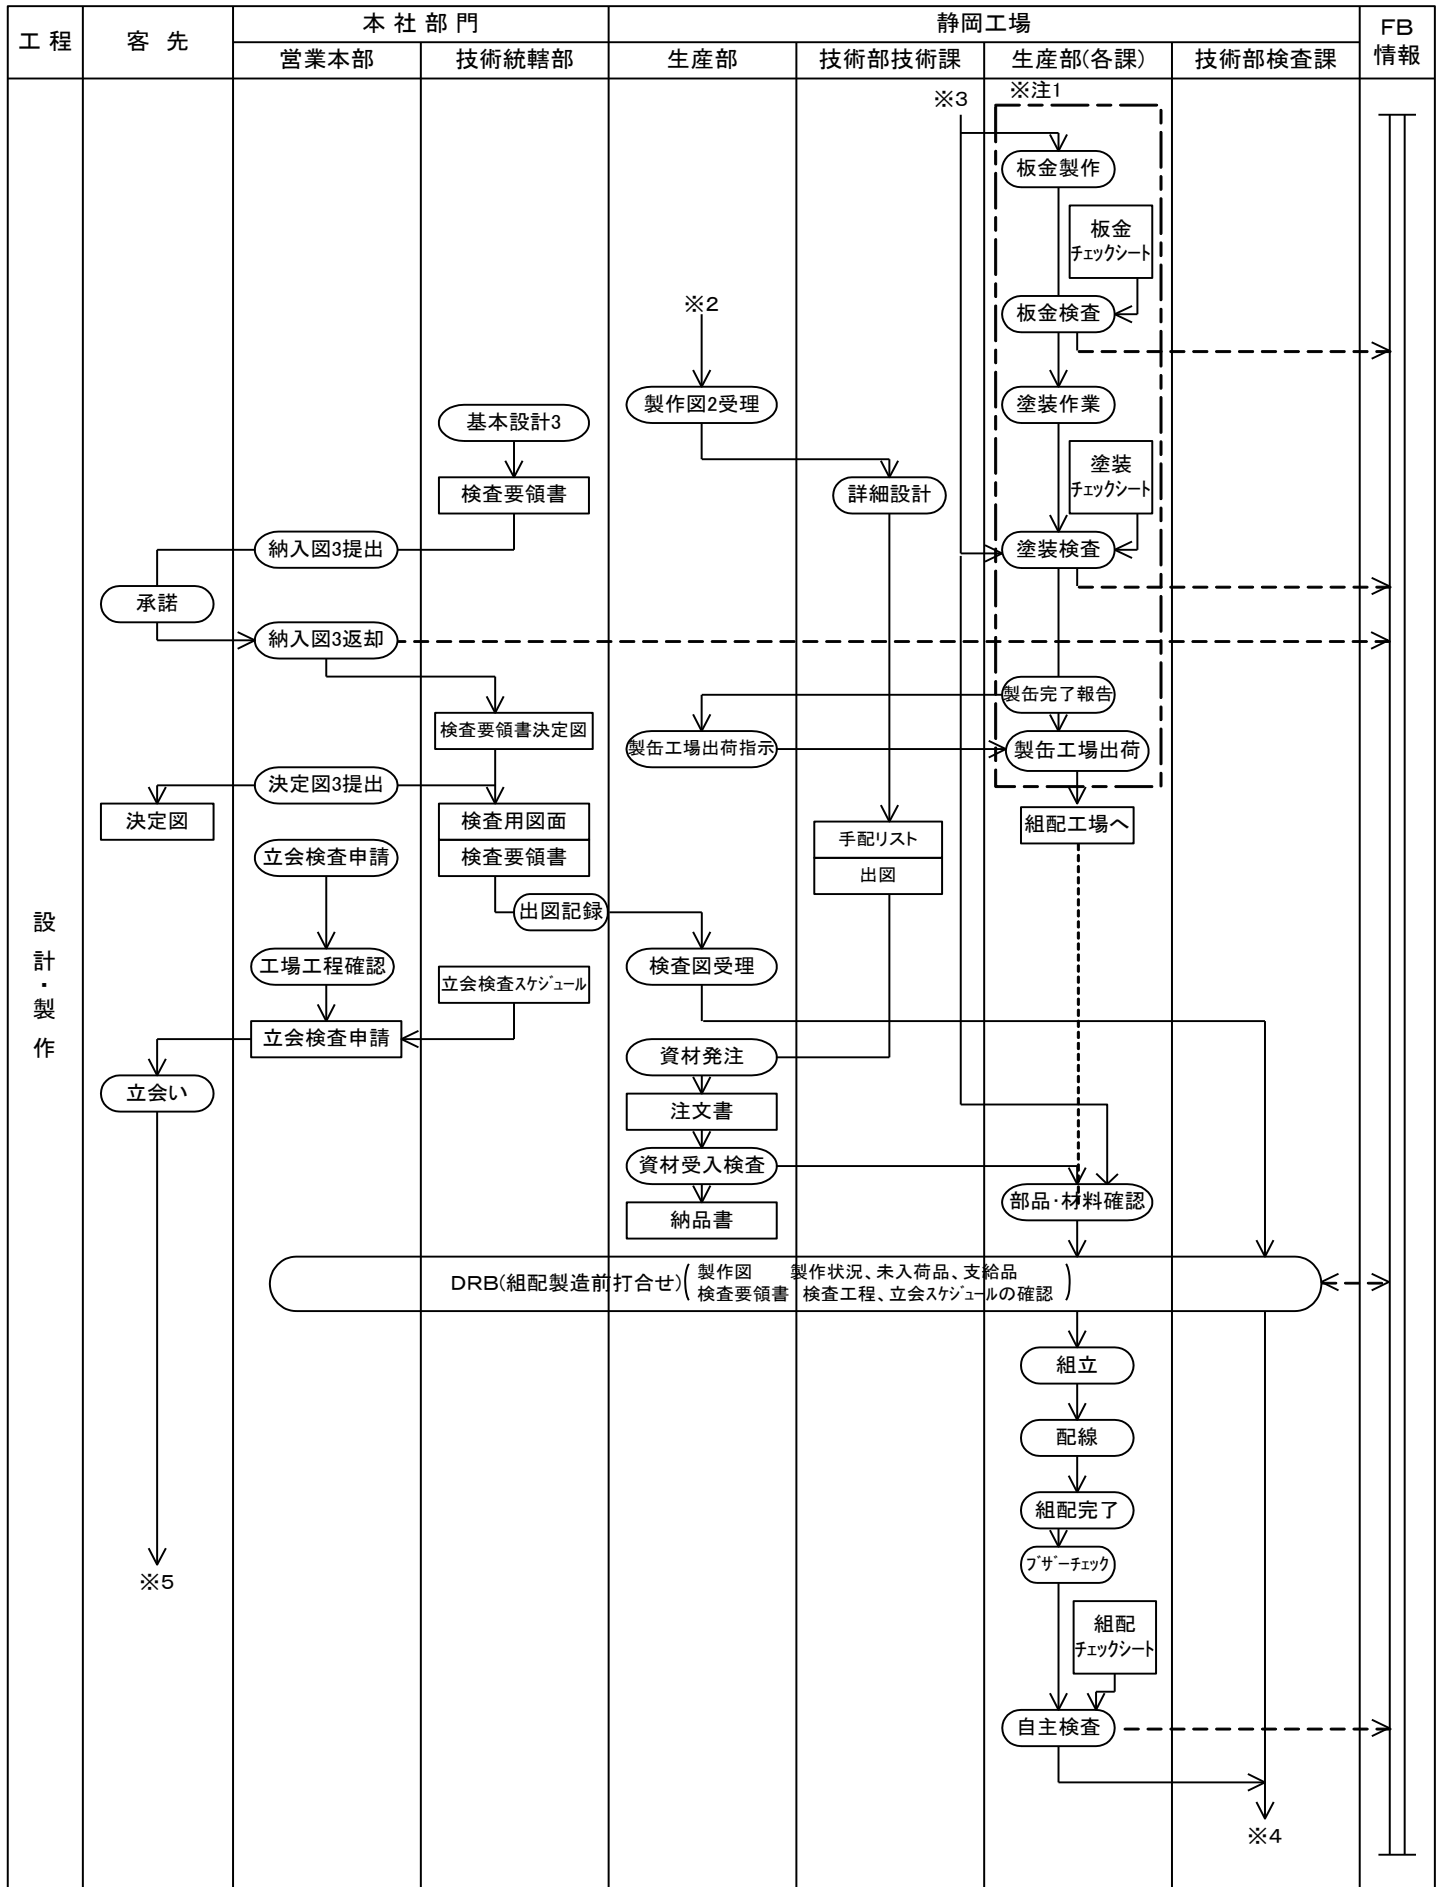 工程
客先
本社部門
静岡工場
FB
情報
営業本部
技術統轄部
生産部
技術部技術課
生産部(各課)
技術部検査課
※注1
※3
板金製作
板金
チェックシート
※2
板金検査
製作図2受理
塗装作業
基本設計3
塗装
チェックシート
検査要領書
詳細設計
納入図3提出
塗装検査
承諾
納入図3返却
製缶完了報告
検査要領書決定図
製缶工場出荷指示
製缶工場出荷
決定図3提出
決定図
検査用図面
組配工場へ
手配リスト
立会検査申請
検査要領書
出図
出図記録
設計・製作
工場工程確認
検査図受理
立会検査スケジュール
立会検査申請
資材発注
立会い
注文書
資材受入検査
部品・材料確認
納品書
DRB(組配製造前打合せ)
製作図 製作状況、未入荷品、支給品
検査要領書 検査工程、立会スケジュールの確認
組立
配線
組配完了
ブザーチェック
※5
組配
チェックシート
自主検査
※4